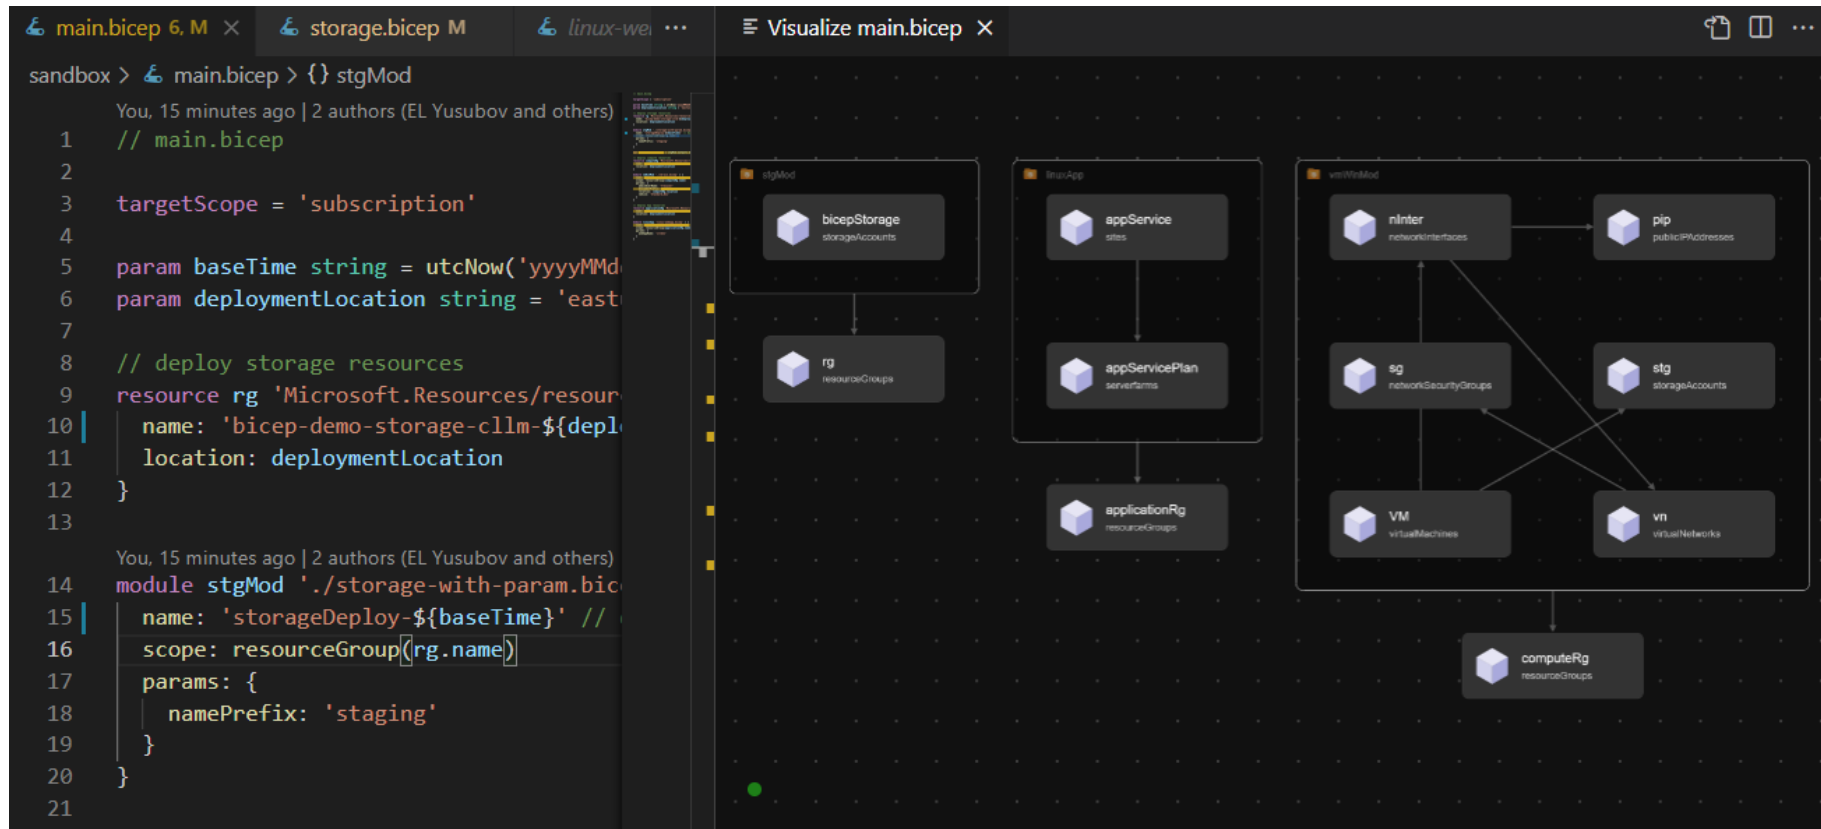 main.bicep 6, M
storage.bicep M
linux-we
Visualize main.bicep
sandbox > main.bicep > {} stgMod
You, 15 minutes ago | 2 authors (EL Yusubov and others)
1 // main.bicep
2
3 targetScope = 'subscription'
4
5 param baseTime string = utcNow('yyyyMMd
6 param deploymentLocation string = 'east
7
8 // deploy storage resources
9 resource rg 'Microsoft.Resources/resour
10 name: 'bicep-demo-storage-cllm-${depl
11 location: deploymentLocation
12 }
13
You, 15 minutes ago | 2 authors (EL Yusubov and others)
14 module stgMod './storage-with-param.bic
15 name: 'storageDeploy-${baseTime}' //
16 scope: resourceGroup(rg.name)
17 params: {
18 namePrefix: 'staging'
19 }
20 }
21
stgMod
bicepStorage
storageAccounts
rg
resourceGroups
linuxApp
appService
sites
appServicePlan
serverfarms
applicationRg
resourceGroups
vmWinMod
nInter
networkInterfaces
pip
publicIPAddresses
sg
networkSecurityGroups
stg
storageAccounts
VM
virtualMachines
vn
virtualNetworks
computeRg
resourceGroups